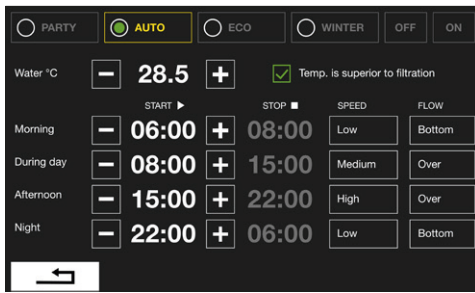 PARTY AUTO ECO WINTER OFF ON
Water °C − 28.5 + Temp. is superior to filtration
START ▶ STOP ■ SPEED FLOW
Morning − 06:00 + 08:00 Low Bottom
During day − 08:00 + 15:00 Medium Over
Afternoon − 15:00 + 22:00 High Over
Night − 22:00 + 06:00 Low Bottom